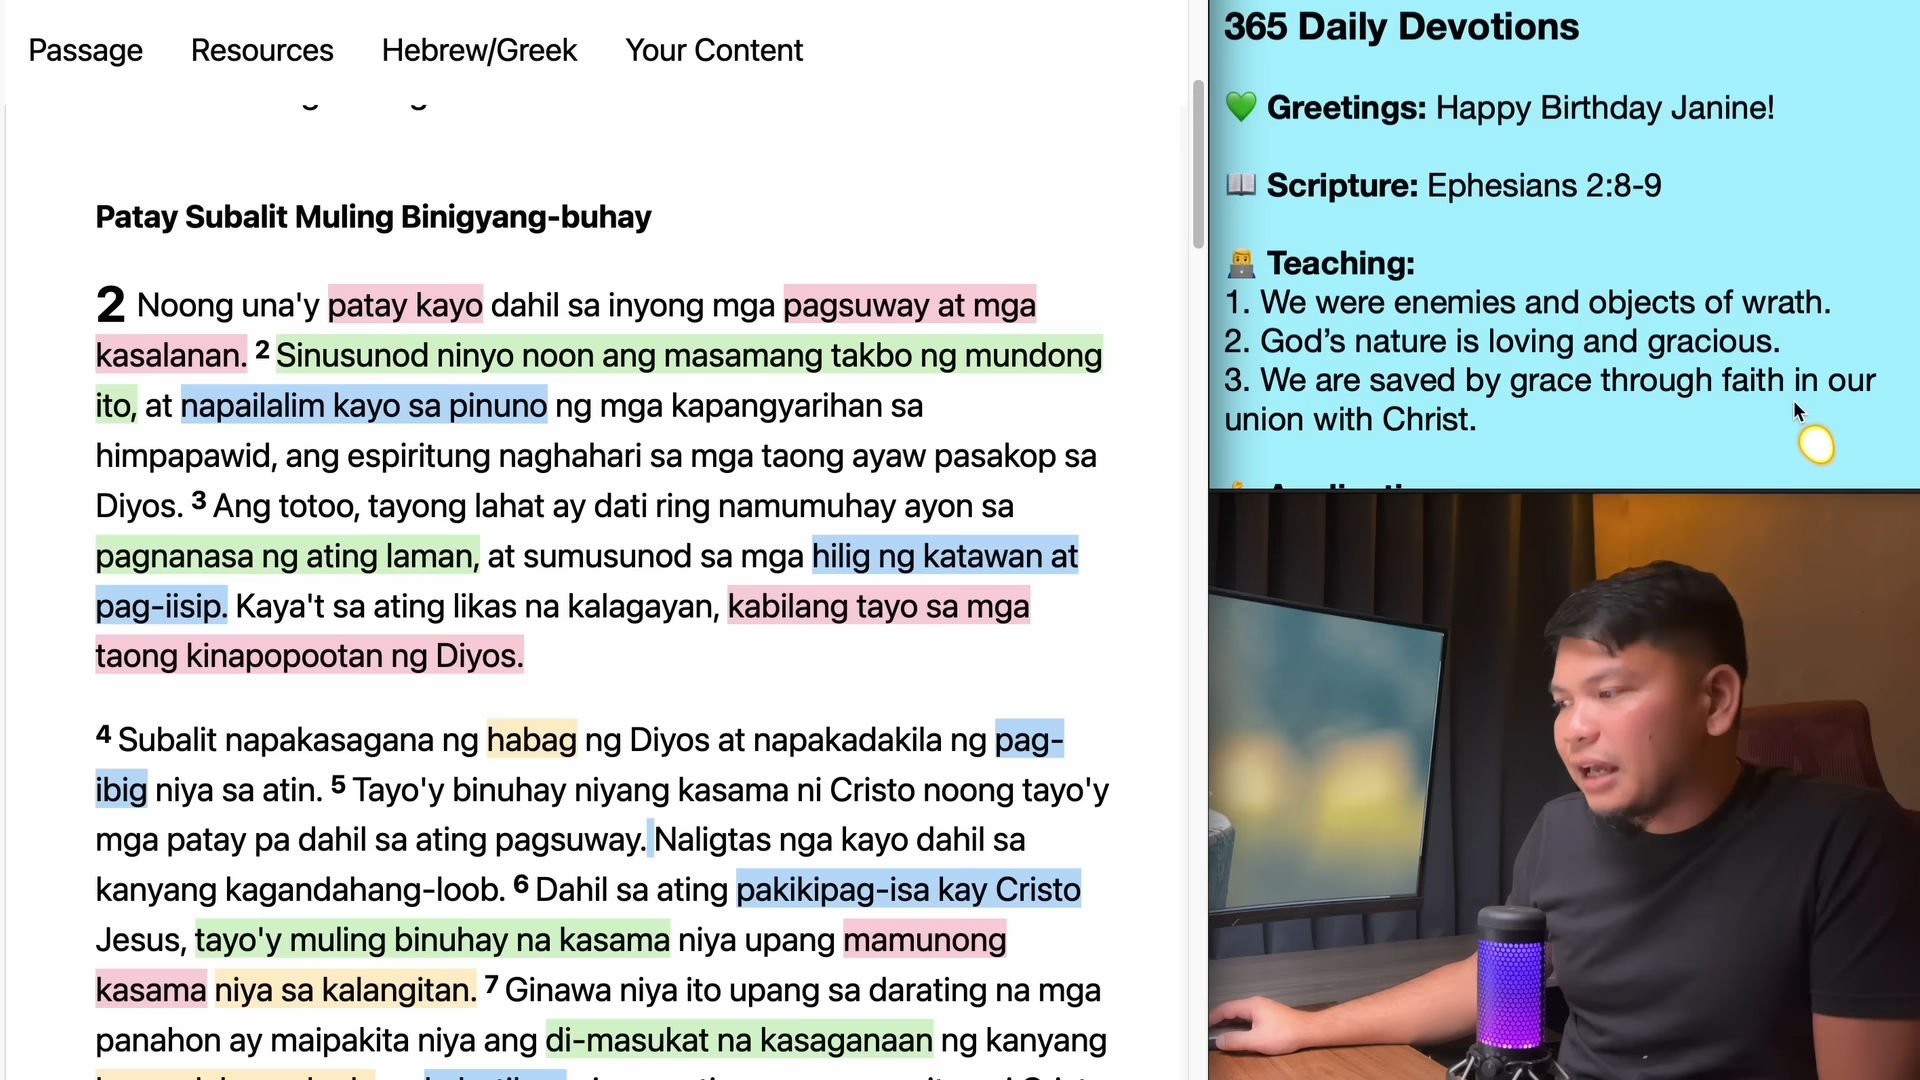 Passage Resources Hebrew/Greek Your Content
Patay Subalit Muling Binigyang-buhay
2 Noong una'y patay kayo dahil sa inyong mga pagsuway at mga
kasalanan. 2 Sinusunod ninyo noon ang masamang takbo ng mundong
ito, at napailalim kayo sa pinuno ng mga kapangyarihan sa
himpapawid, ang espiritung naghahari sa mga taong ayaw pasakop sa
Diyos. 3 Ang totoo, tayong lahat ay dati ring namumuhay ayon sa
pagnanasa ng ating laman, at sumusunod sa mga hilig ng katawan at
pag-iisip. Kaya't sa ating likas na kalagayan, kabilang tayo sa mga
taong kinapopootan ng Diyos.
4 Subalit napakasagana ng habag ng Diyos at napakadakila ng pag-
ibig niya sa atin. 5 Tayo'y binuhay niyang kasama ni Cristo noong tayo'y
mga patay pa dahil sa ating pagsuway. Naligtas nga kayo dahil sa
kanyang kagandahang-loob. 6 Dahil sa ating pakikipag-isa kay Cristo
Jesus, tayo'y muling binuhay na kasama niya upang mamunong
kasama niya sa kalangitan. 7 Ginawa niya ito upang sa darating na mga
panahon ay maipakita niya ang di-masukat na kasaganaan ng kanyang
365 Daily Devotions
💚 Greetings: Happy Birthday Janine!
📖 Scripture: Ephesians 2:8-9
👨‍💻 Teaching:
1. We were enemies and objects of wrath.
2. God’s nature is loving and gracious.
3. We are saved by grace through faith in our
union with Christ.